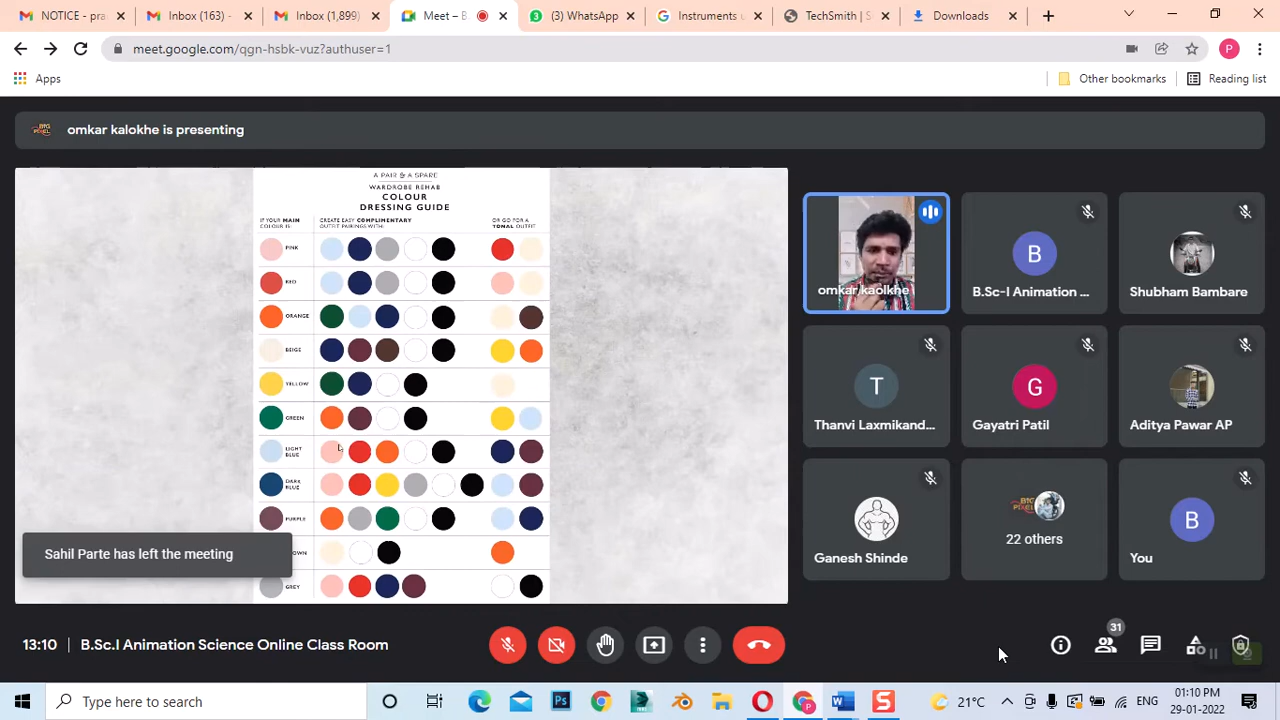 NOTICE - pra
Inbox (163) -
Inbox (1,899)
Meet – B
(3) WhatsApp
Instruments u
TechSmith | S
Downloads
meet.google.com/qgn-hsbk-vuz?authuser=1
P
Apps
Other bookmarks
Reading list
omkar kalokhe is presenting
A PAIR & A SPARE
WARDROBE REHAB
COLOUR
DRESSING GUIDE
IF YOUR MAIN
COLOUR IS:
CREATE EASY COMPLIMENTARY
OUTFIT PAIRINGS WITH:
OR GO FOR A
TONAL OUTFIT
PINK
RED
ORANGE
BEIGE
YELLOW
GREEN
LIGHT
BLUE
DARK
BLUE
PURPLE
OWN
GREY
Sahil Parte has left the meeting
omkar kaolkhe
B
B.Sc-I Animation ...
Shubham Bambare
T
Thanvi Laxmikand...
G
Gayatri Patil
Aditya Pawar AP
Ganesh Shinde
22 others
B
You
13:10 | B.Sc.I Animation Science Online Class Room
31
Type here to search
Ps
P
W
S
21°C
ENG
01:10 PM
29-01-2022